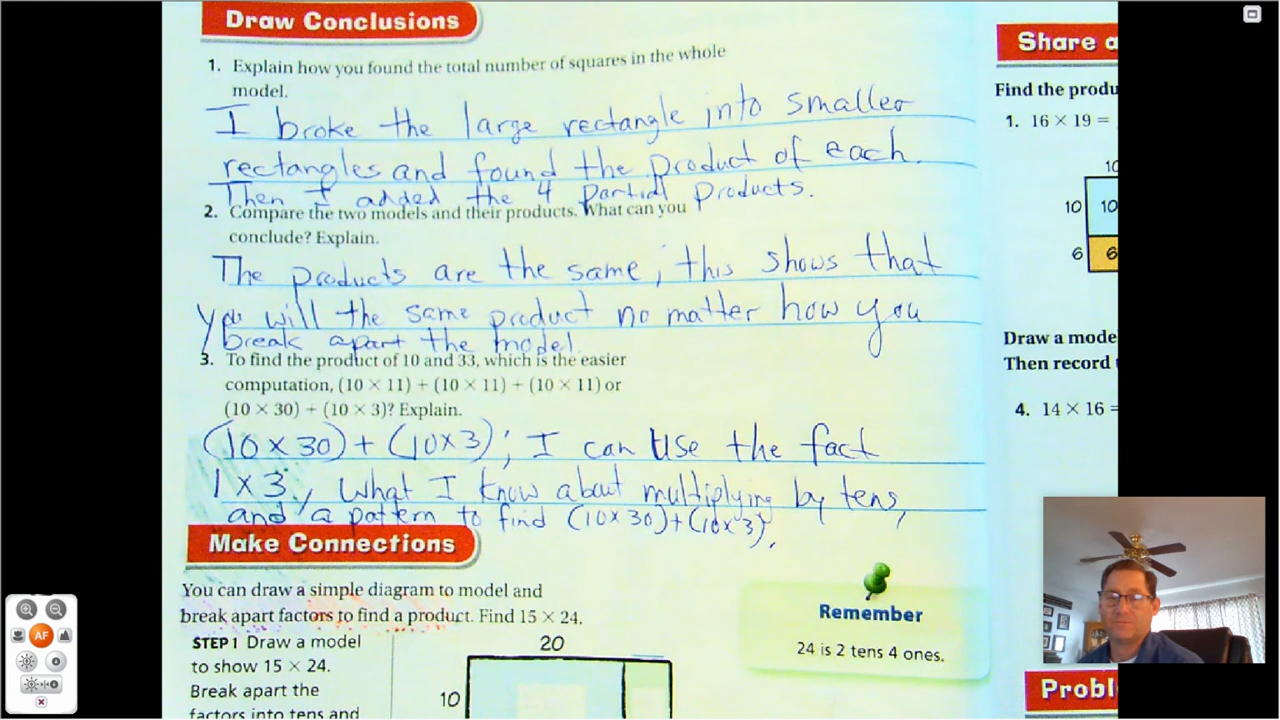 Draw Conclusions
1. Explain how you found the total number of squares in the whole
model.
I broke the large rectangle into smaller
rectangles and found the product of each.
Then I added the 4 partial products.
2. Compare the two models and their products. What can you
conclude? Explain.
The products are the same; this shows that
you will the same product no matter how you
break apart the model.
3. To find the product of 10 and 33, which is the easier
computation, (10 × 11) + (10 × 11) + (10 × 11) or
(10 × 30) + (10 × 3)? Explain.
(10 x 30) + (10 x 3); I can use the fact
1 x 3, what I know about multiplying by tens,
and a pattern to find (10 x 30) + (10 x 3).
Make Connections
You can draw a simple diagram to model and
break apart factors to find a product. Find 15 × 24.
STEP 1 Draw a model
to show 15 × 24.
Break apart the
factors into tens and
20
10
Remember
24 is 2 tens 4 ones.
Share a
Find the produ
1. 16 × 19 =
10
10 10
6 6
Draw a mode
Then record
4. 14 × 16 =
Probl
AF